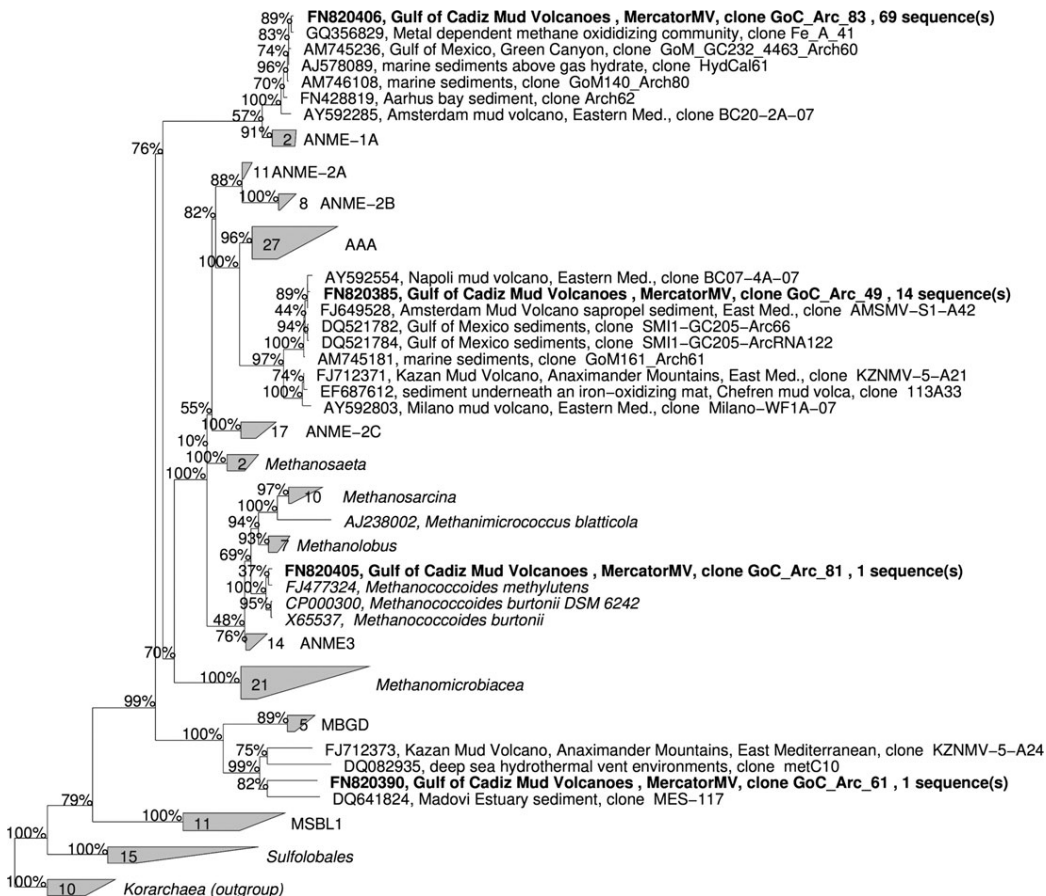 89% FN820406, Gulf of Cadiz Mud Volcanoes , MercatorMV, clone GoC_Arc_83 , 69 sequence(s)
83% GQ356829, Metal dependent methane oxididizing community, clone Fe_A_41
74% AM745236, Gulf of Mexico, Green Canyon, clone GoM_GC232_4463_Arch60
96% AJ578089, marine sediments above gas hydrate, clone HydCal61
70% AM746108, marine sediments, clone GoM140_Arch80
100% FN428819, Aarhus bay sediment, clone Arch62
57% AY592285, Amsterdam mud volcano, Eastern Med., clone BC20-2A-07
91% 2 ANME-1A
76%
11 ANME-2A
88%
100% 8 ANME-2B
82%
96% 27 AAA
100%
AY592554, Napoli mud volcano, Eastern Med., clone BC07-4A-07
89% FN820385, Gulf of Cadiz Mud Volcanoes , MercatorMV, clone GoC_Arc_49 , 14 sequence(s)
44% FJ649528, Amsterdam Mud Volcano sapropel sediment, East Med., clone AMSMV-S1-A42
94% DQ521782, Gulf of Mexico sediments, clone SMI1-GC205-Arc66
100% DQ521784, Gulf of Mexico sediments, clone SMI1-GC205-ArcRNA122
97% AM745181, marine sediments, clone GoM161_Arch61
74% FJ712371, Kazan Mud Volcano, Anaximander Mountains, East Med., clone KZNMV-5-A21
100% EF687612, sediment underneath an iron-oxidizing mat, Chefren mud volca, clone 113A33
AY592803, Milano mud volcano, Eastern Med., clone Milano-WF1A-07
55%
100% 17 ANME-2C
10%
100% 2 Methanosaeta
100%
97% 10 Methanosarcina
100%
94% AJ238002, Methanimicrococcus blatticola
93% 7 Methanolobus
69%
37% FN820405, Gulf of Cadiz Mud Volcanoes , MercatorMV, clone GoC_Arc_81 , 1 sequence(s)
100% FJ477324, Methanococcoides methylutens
95% CP000300, Methanococcoides burtonii DSM 6242
48% X65537, Methanococcoides burtonii
76% 14 ANME3
70%
100% 21 Methanomicrobiacea
99%
89% 5 MBGD
100%
75% FJ712373, Kazan Mud Volcano, Anaximander Mountains, East Mediterranean, clone KZNMV-5-A24
99% DQ082935, deep sea hydrothermal vent environments, clone metC10
82% FN820390, Gulf of Cadiz Mud Volcanoes , MercatorMV, clone GoC_Arc_61 , 1 sequence(s)
79% DQ641824, Madovi Estuary sediment, clone MES-117
100% 11 MSBL1
100%
100% 15 Sulfolobales
100% 10 Korarchaea (outgroup)